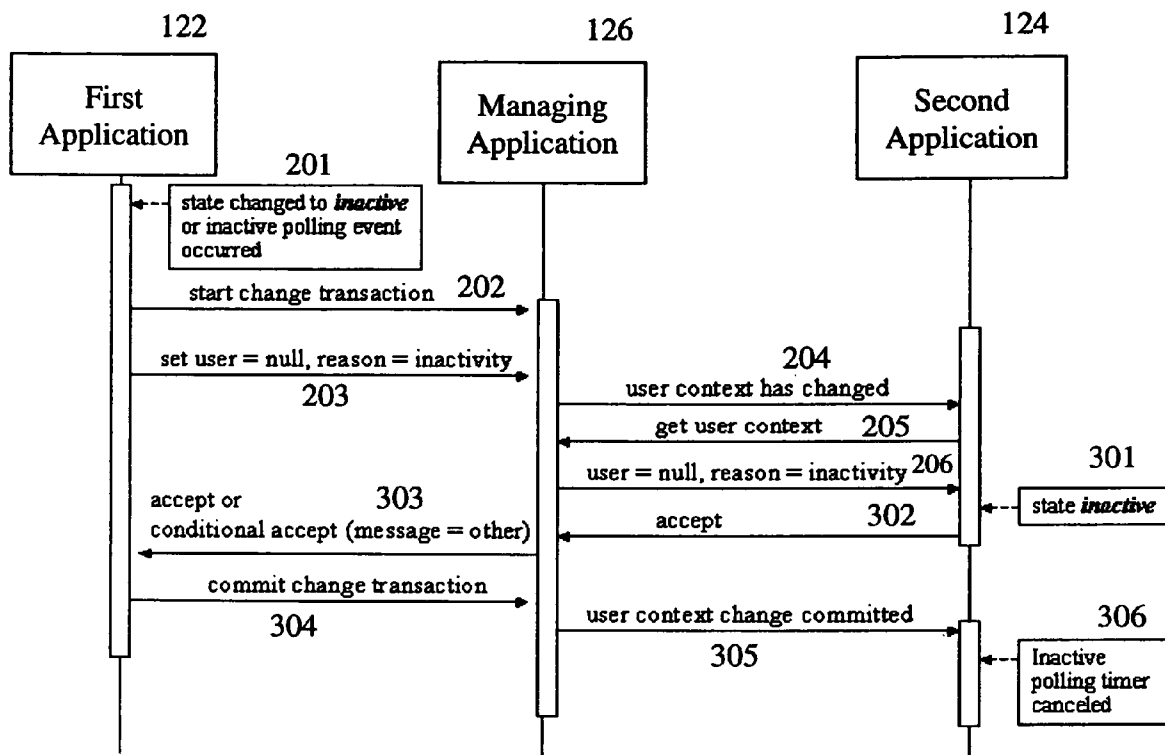 122
126
124
First
Application
Managing
Application
Second
Application
201
state changed to inactive
or inactive polling event
occurred
start change transaction
202
set user = null, reason = inactivity
203
204
user context has changed
get user context
205
user = null, reason = inactivity
206
301
state inactive
accept
302
303
accept or
conditional accept (message = other)
commit change transaction
304
user context change committed
305
306
Inactive
polling timer
canceled